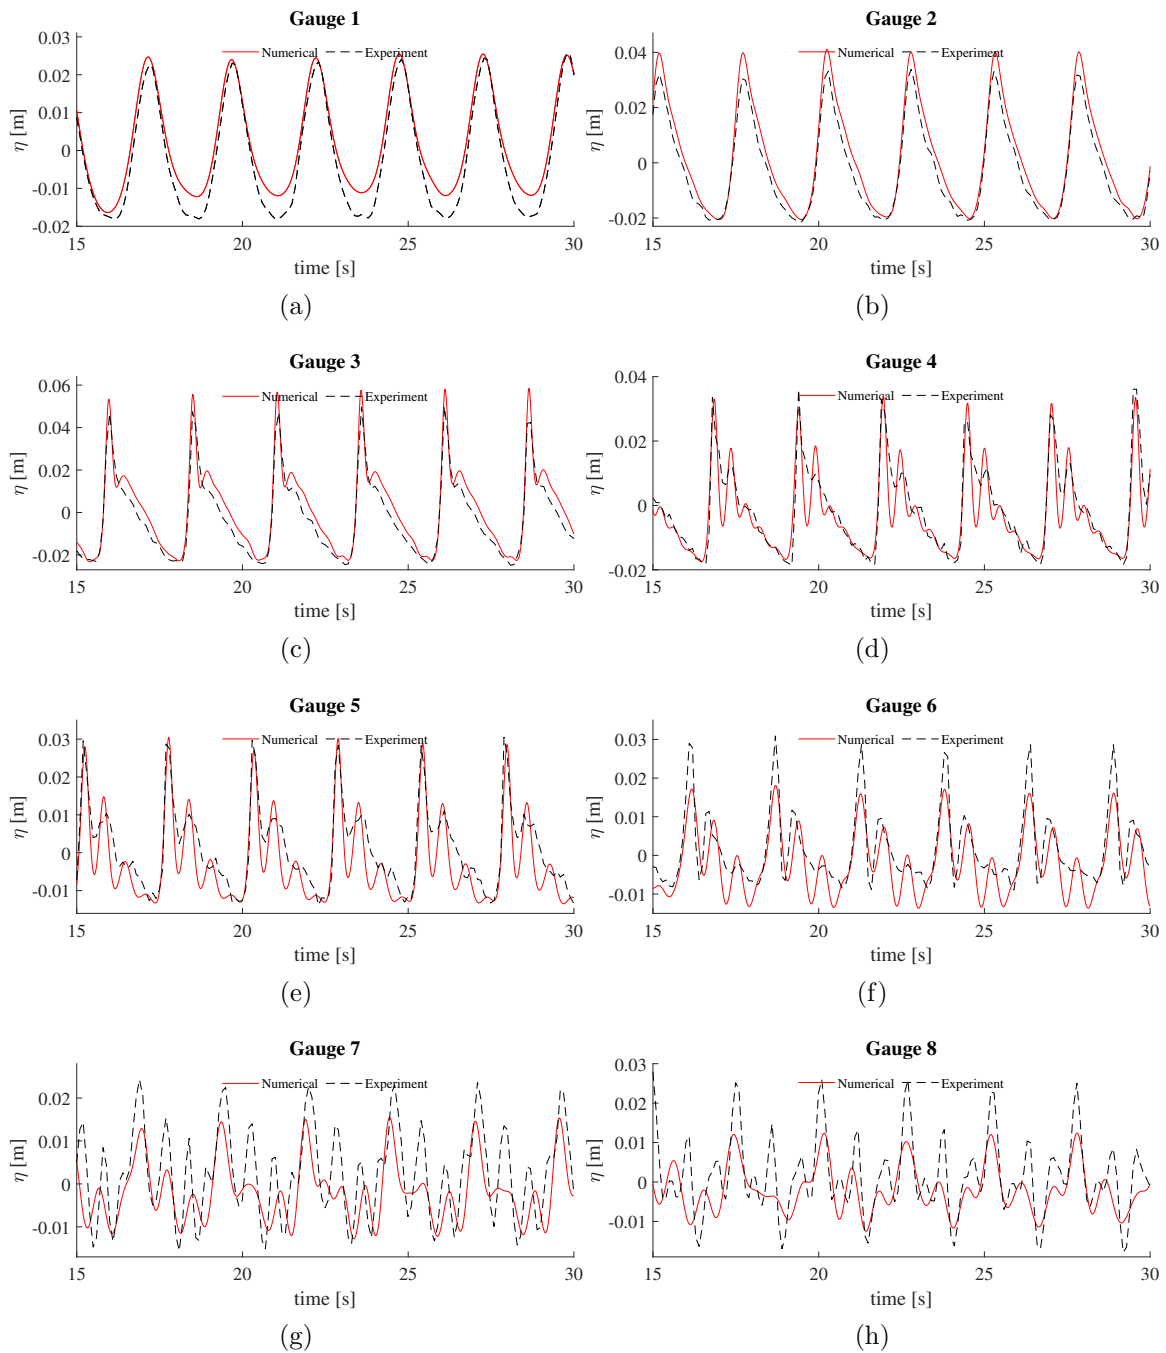 Gauge 1
Numerical
Experiment
0.03
0.02
0.01
0
-0.01
-0.02
η [m]
15
20
25
30
time [s]
(a)
Gauge 2
Numerical
Experiment
0.04
0.02
0
-0.02
η [m]
15
20
25
30
time [s]
(b)
Gauge 3
Numerical
Experiment
0.06
0.04
0.02
0
-0.02
η [m]
15
20
25
30
time [s]
(c)
Gauge 4
Numerical
Experiment
0.04
0.02
0
-0.02
η [m]
15
20
25
30
time [s]
(d)
Gauge 5
Numerical
Experiment
0.03
0.02
0.01
0
-0.01
η [m]
15
20
25
30
time [s]
(e)
Gauge 6
Numerical
Experiment
0.03
0.02
0.01
0
-0.01
η [m]
15
20
25
30
time [s]
(f)
Gauge 7
Numerical
Experiment
0.02
0.01
0
-0.01
η [m]
15
20
25
30
time [s]
(g)
Gauge 8
Numerical
Experiment
0.03
0.02
0.01
0
-0.01
η [m]
15
20
25
30
time [s]
(h)